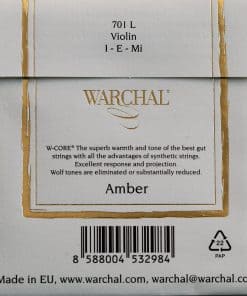 701 L
Violin
I - E - Mi
WARCHAL
W-CORE® The superb warmth and tone of the best gut
strings with all the advantages of synthetic strings.
Excellent response and projection.
Wolf tones are eliminated or substantially reduced.
Amber
8 588004 532984
22
PAP
Made in EU, www.warchal.com, warchal@warchal.com